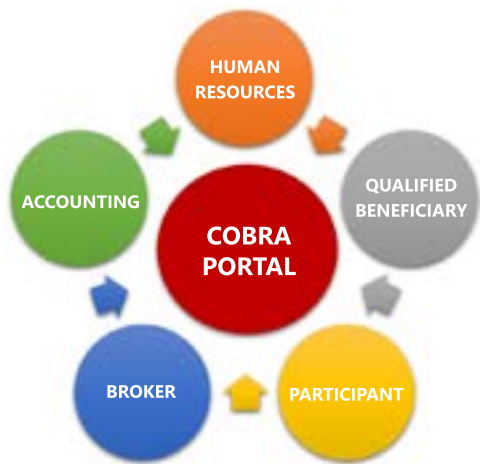 HUMAN
RESOURCES
QUALIFIED
BENEFICIARY
ACCOUNTING
COBRA
PORTAL
BROKER
PARTICIPANT